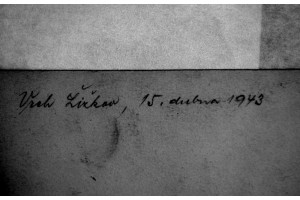 Vrch Žižkov, 15. dubna 1943